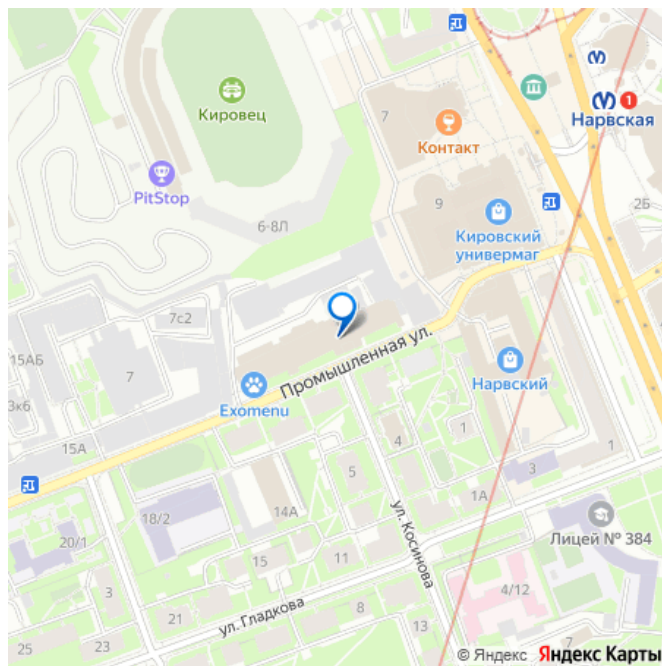 Кировец
7
Контакт
1
Нарвская
PitStop
6-8Л
9
2Б
Кировский
универмаг
7с2
15АБ
7
3к6
Промышленная ул.
Exomenu
Нарвский
15А
4
1
3
1
5
1А
18/2
14А
ул. Косинова
Лицей № 384
20/1
15
11
4/12
3
21
ул. Гладкова
8
13
25
23
7
© Яндекс Яндекс Карты